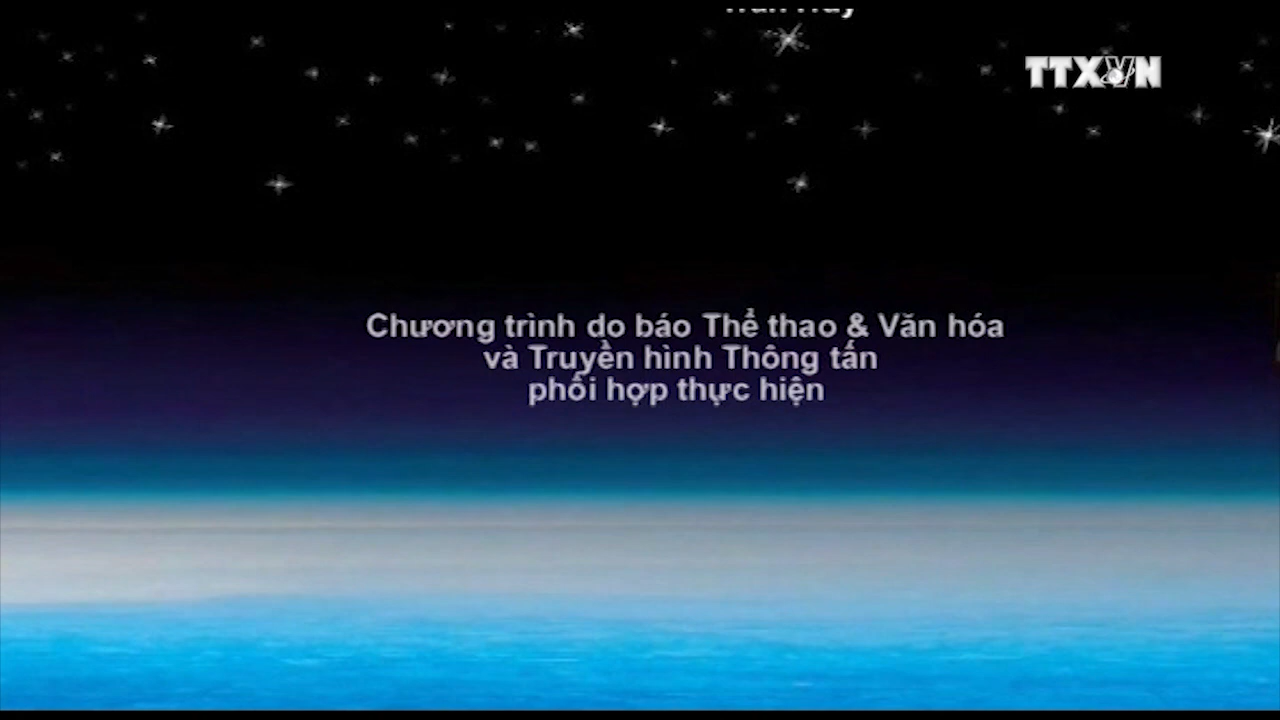 TTXVN
Chương trình do báo Thể thao & Văn hóa
và Truyền hình Thông tấn
phối hợp thực hiện